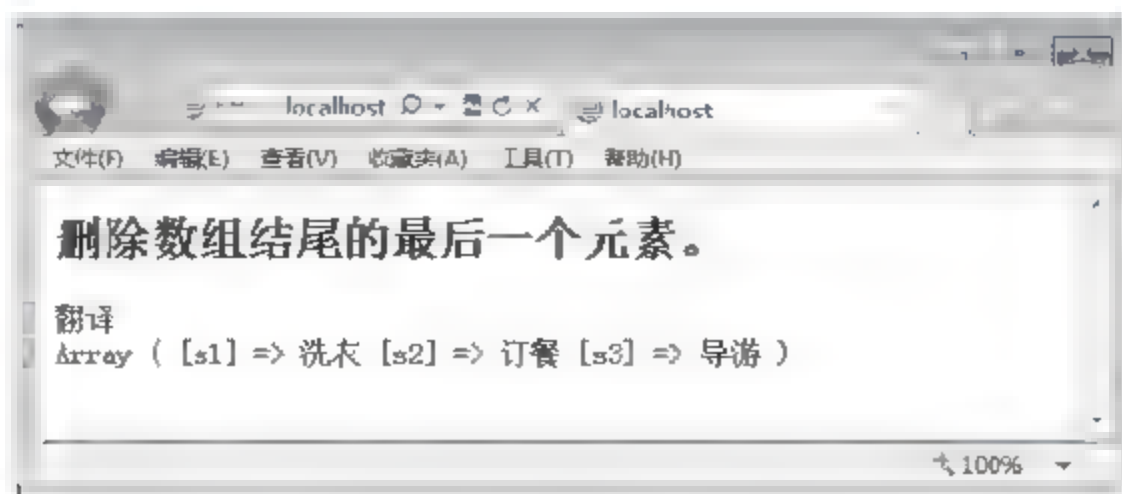 localhost localhost
文件(F) 编辑(E) 查看(V) 收藏夹(A) 工具(T) 帮助(H)
删除数组结尾的最后一个元素。
翻译
Array ( [s1] => 洗衣 [s2] => 订餐 [s3] => 导游 )
100%